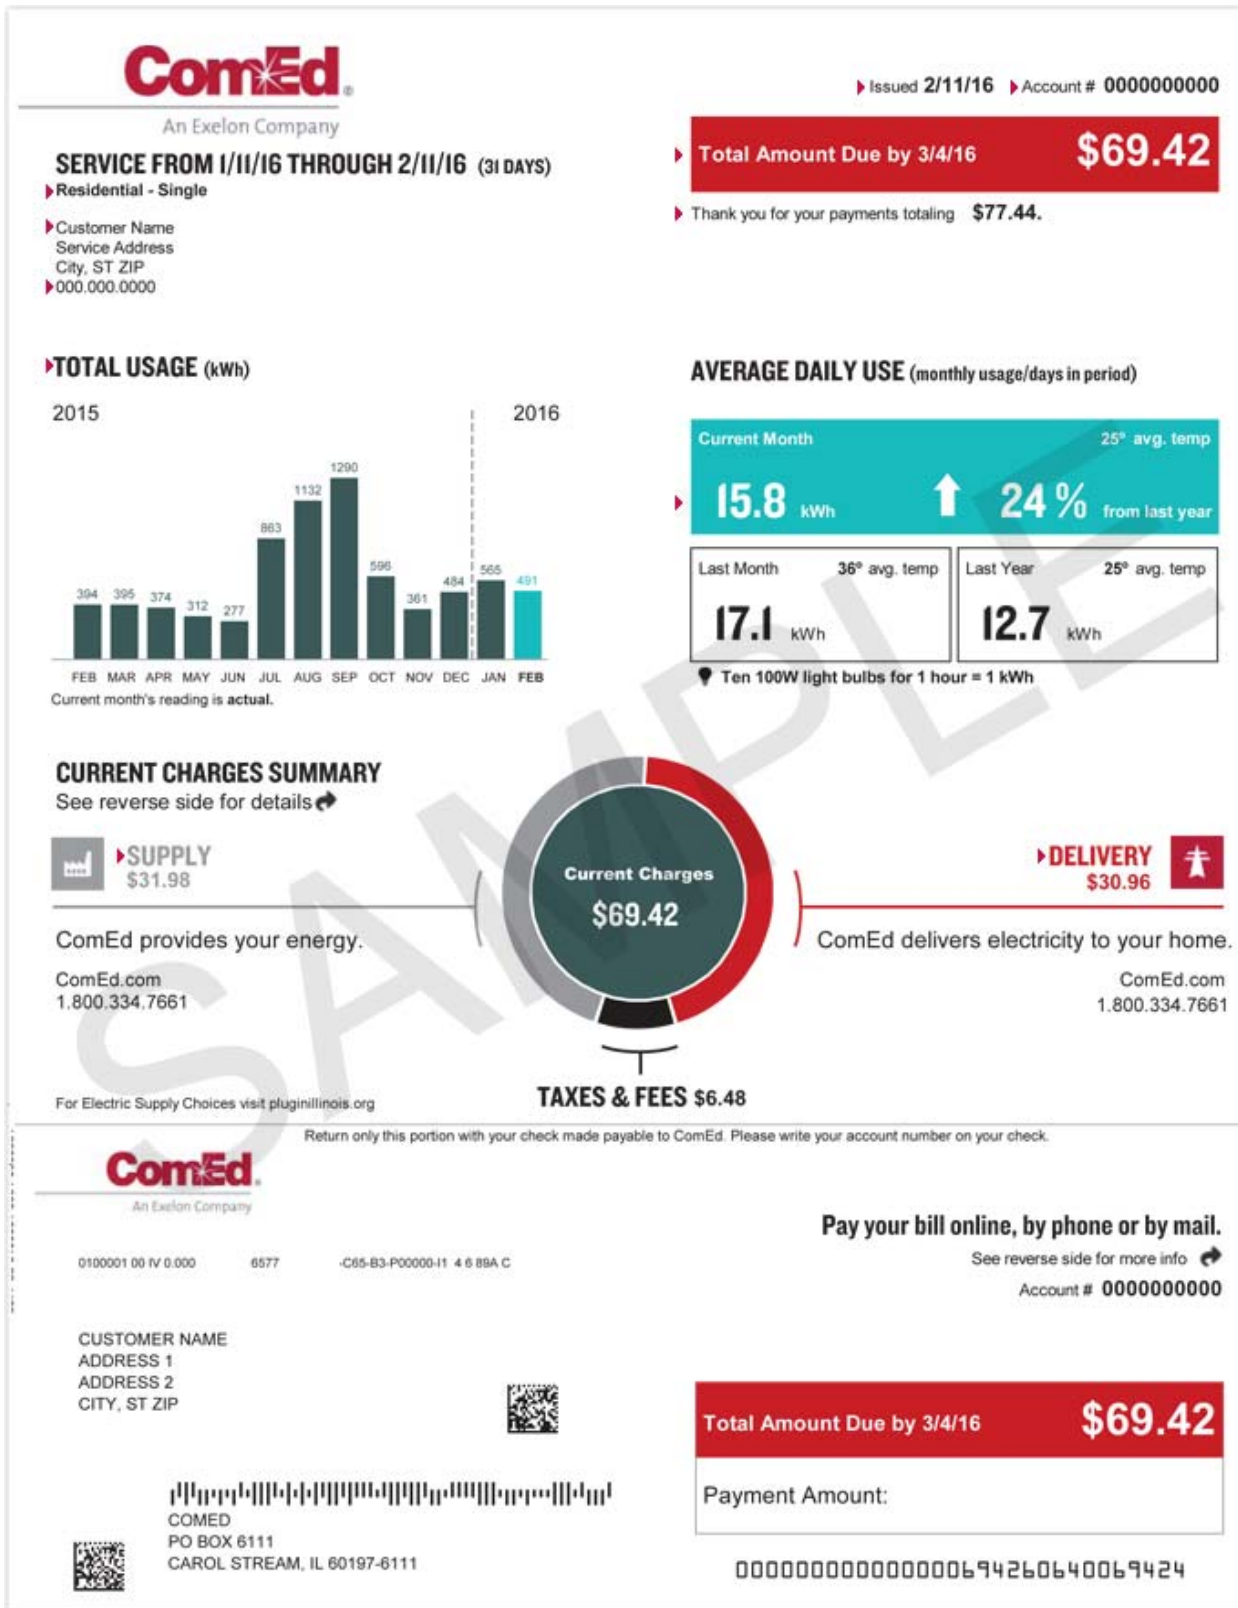 ComEd®
An Exelon Company
Issued 2/11/16 Account # 0000000000
Total Amount Due by 3/4/16 $69.42
Thank you for your payments totaling $77.44.
SERVICE FROM 1/11/16 THROUGH 2/11/16 (31 DAYS)
Residential - Single
Customer Name
Service Address
City, ST ZIP
000.000.0000
TOTAL USAGE (kWh)
2015 2016
394 395 374 312 277 863 1132 1290 596 361 484 565 491
FEB MAR APR MAY JUN JUL AUG SEP OCT NOV DEC JAN FEB
Current month's reading is actual.
AVERAGE DAILY USE (monthly usage/days in period)
Current Month 25° avg. temp
15.8 kWh 24% from last year
Last Month 36° avg. temp
17.1 kWh
Last Year 25° avg. temp
12.7 kWh
Ten 100W light bulbs for 1 hour = 1 kWh
SAMPLE
CURRENT CHARGES SUMMARY
See reverse side for details
SUPPLY
$31.98
ComEd provides your energy.
ComEd.com
1.800.334.7661
Current Charges
$69.42
DELIVERY
$30.96
ComEd delivers electricity to your home.
ComEd.com
1.800.334.7661
TAXES & FEES $6.48
For Electric Supply Choices visit pluginillinois.org
Return only this portion with your check made payable to ComEd. Please write your account number on your check.
ComEd.
An Exelon Company
Pay your bill online, by phone or by mail.
See reverse side for more info
Account # 0000000000
0100001 00 IV 0.000 6577 -C65-B3-P00000-I1 4 6 89A C
CUSTOMER NAME
ADDRESS 1
ADDRESS 2
CITY, ST ZIP
Total Amount Due by 3/4/16 $69.42
Payment Amount:
COMED
PO BOX 6111
CAROL STREAM, IL 60197-6111
000000000000000694260640069424